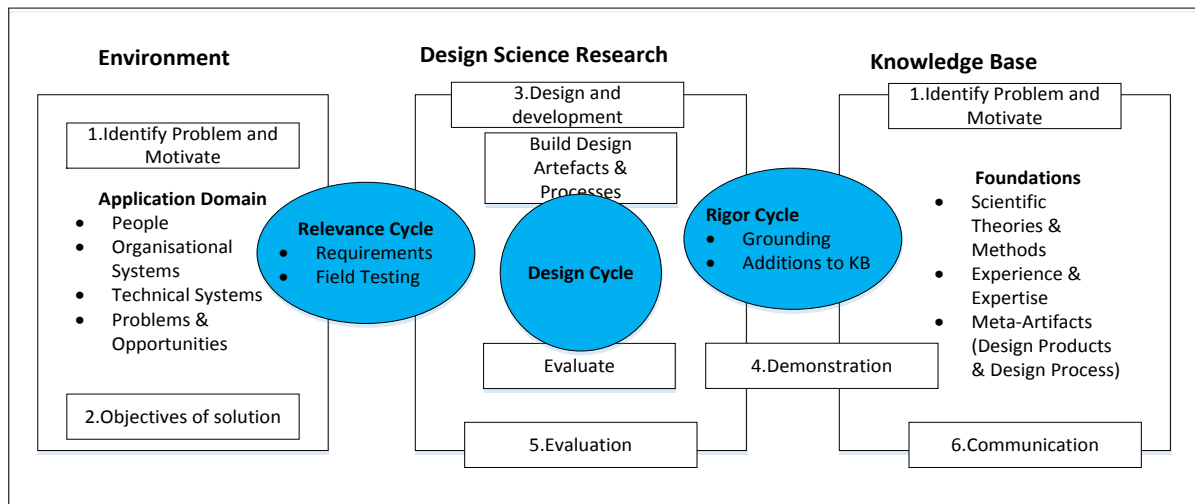 Environment
1.Identify Problem and
Motivate
Application Domain
• People
• Organisational
Systems
• Technical Systems
• Problems &
Opportunities
2.Objectives of solution
Relevance Cycle
• Requirements
• Field Testing
Design Science Research
3.Design and
development
Build Design
Artefacts &
Processes
Design Cycle
Evaluate
5.Evaluation
Rigor Cycle
• Grounding
• Additions to KB
4.Demonstration
Knowledge Base
1.Identify Problem and
Motivate
Foundations
• Scientific
Theories &
Methods
• Experience &
Expertise
• Meta-Artifacts
(Design Products
& Design Process)
6.Communication